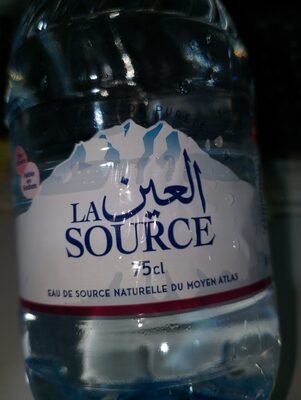 العين
LA
SOURCE
75cl
EAU DE SOURCE NATURELLE DU MOYEN ATLAS